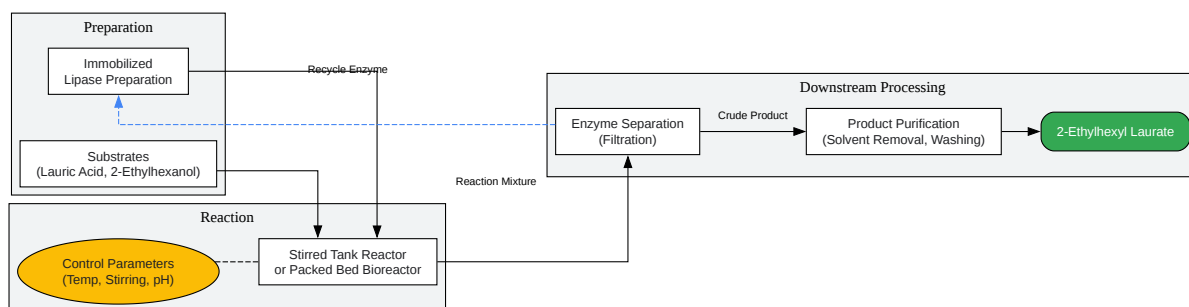 Preparation
Immobilized
Lipase Preparation
Recycle Enzyme
Substrates
(Lauric Acid, 2-Ethylhexanol)
Reaction
Control Parameters
(Temp, Stirring, pH)
Stirred Tank Reactor
or Packed Bed Bioreactor
Reaction Mixture
Downstream Processing
Enzyme Separation
(Filtration)
Crude Product
Product Purification
(Solvent Removal, Washing)
2-Ethylhexyl Laurate